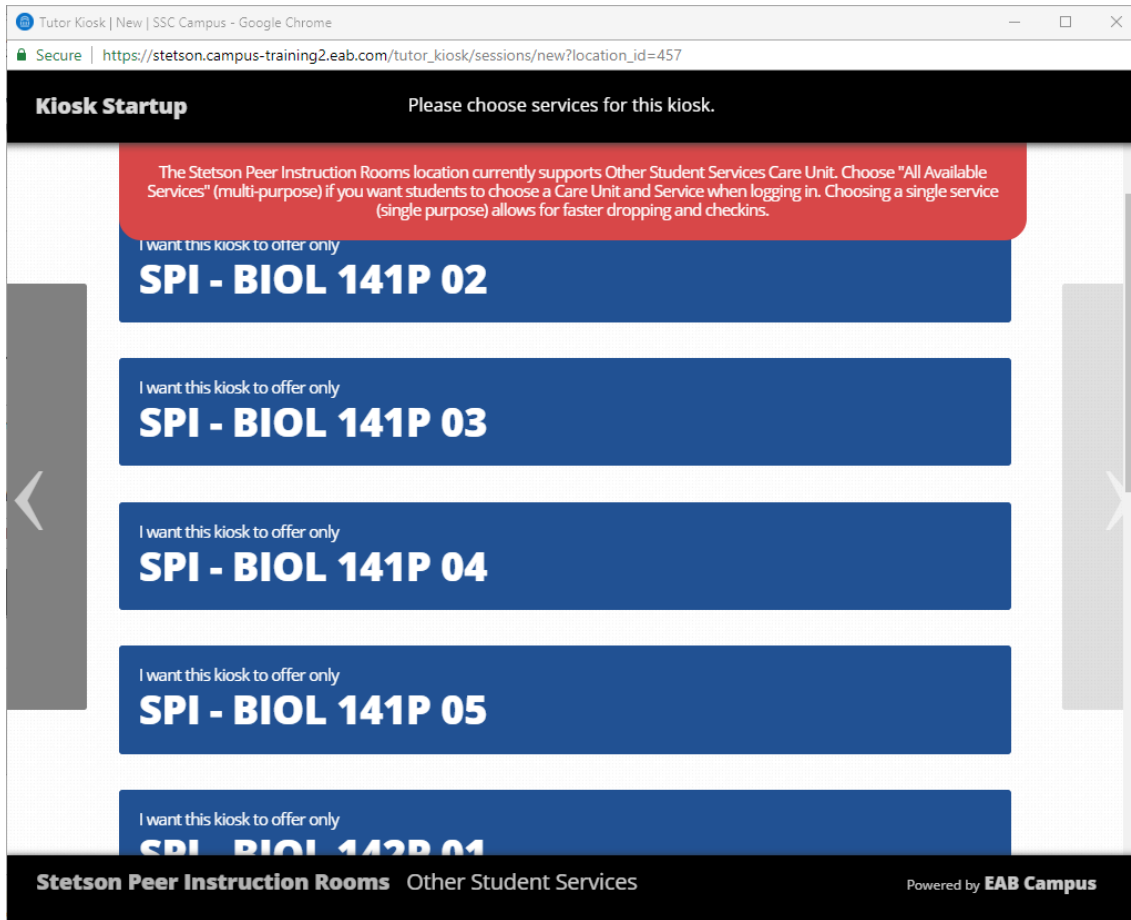 Tutor Kiosk | New | SSC Campus - Google Chrome
Secure | https://stetson.campus-training2.eab.com/tutor_kiosk/sessions/new?location_id=457
Kiosk Startup Please choose services for this kiosk.
The Stetson Peer Instruction Rooms location currently supports Other Student Services Care Unit. Choose "All Available
Services" (multi-purpose) if you want students to choose a Care Unit and Service when logging in. Choosing a single service
(single purpose) allows for faster dropping and checkins.
I want this kiosk to offer only
SPI - BIOL 141P 02
I want this kiosk to offer only
SPI - BIOL 141P 03
I want this kiosk to offer only
SPI - BIOL 141P 04
I want this kiosk to offer only
SPI - BIOL 141P 05
I want this kiosk to offer only
SPI - BIOL 142P 01
Stetson Peer Instruction Rooms Other Student Services Powered by EAB Campus